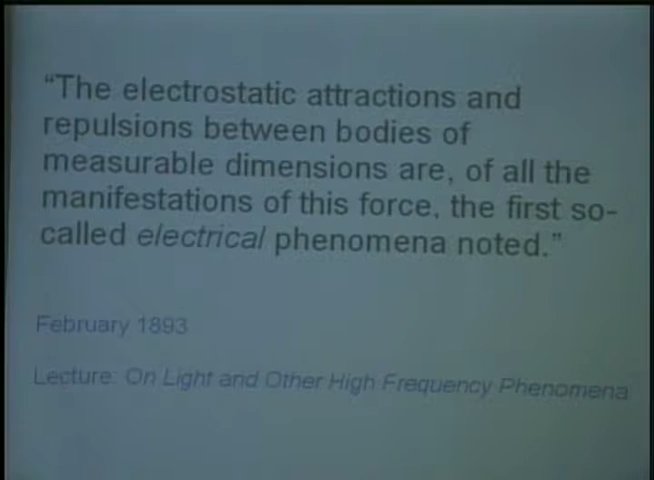 “The electrostatic attractions and
repulsions between bodies of
measurable dimensions are, of all the
manifestations of this force, the first so-
called electrical phenomena noted.”
February 1893
Lecture: On Light and Other High Frequency Phenomena